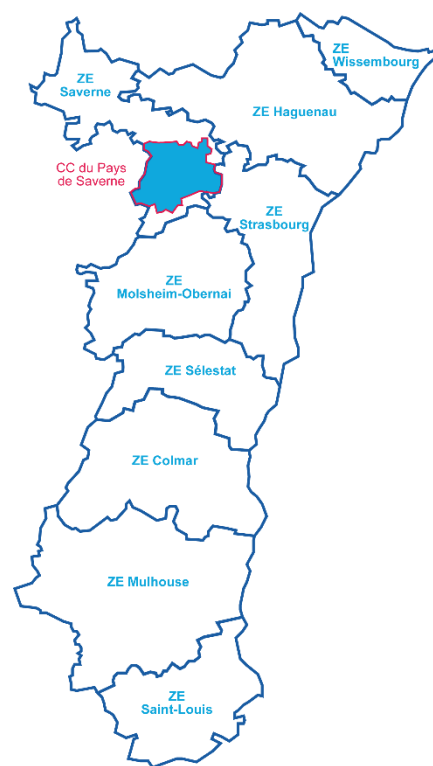 ZE
Wissembourg
ZE
Saverne
ZE Haguenau
CC du Pays
de Saverne
ZE
Strasbourg
ZE
Molsheim-Obernai
ZE Sélestat
ZE Colmar
ZE Mulhouse
ZE
Saint-Louis